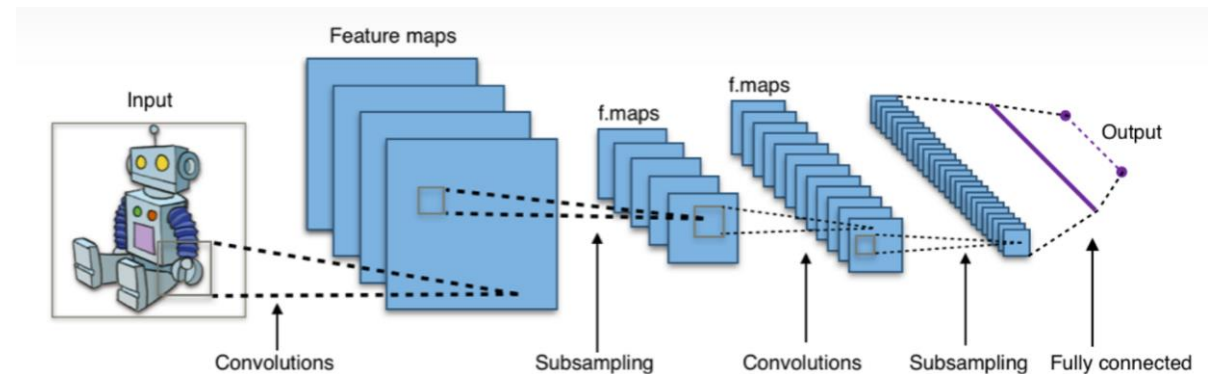 Feature maps
Input
f.maps
f.maps
Output
Convolutions
Subsampling
Convolutions
Subsampling
Fully connected